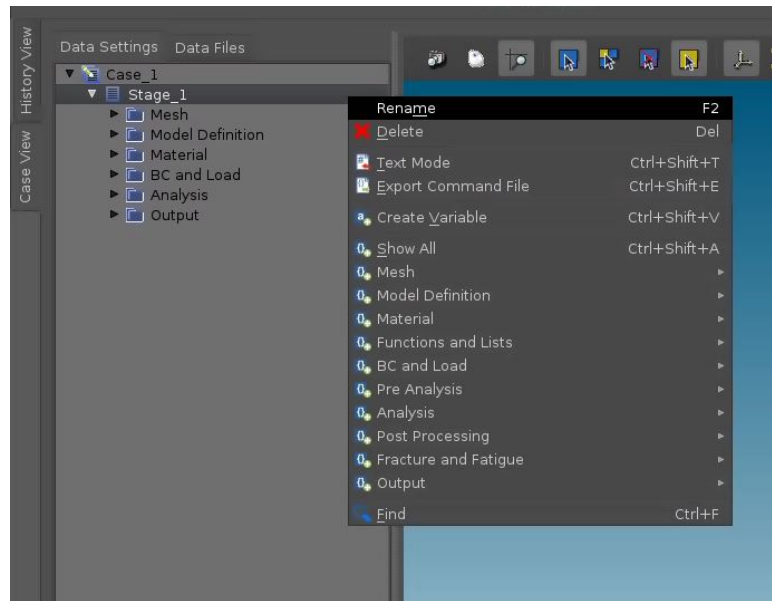 History View
Case View
Data Settings Data Files
Case_1
Stage_1
Mesh
Model Definition
Material
BC and Load
Analysis
Output
Rename F2
Delete Del
Text Mode Ctrl+Shift+T
Export Command File Ctrl+Shift+E
Create Variable Ctrl+Shift+V
Show All Ctrl+Shift+A
Mesh
Model Definition
Material
Functions and Lists
BC and Load
Pre Analysis
Analysis
Post Processing
Fracture and Fatigue
Output
Find Ctrl+F